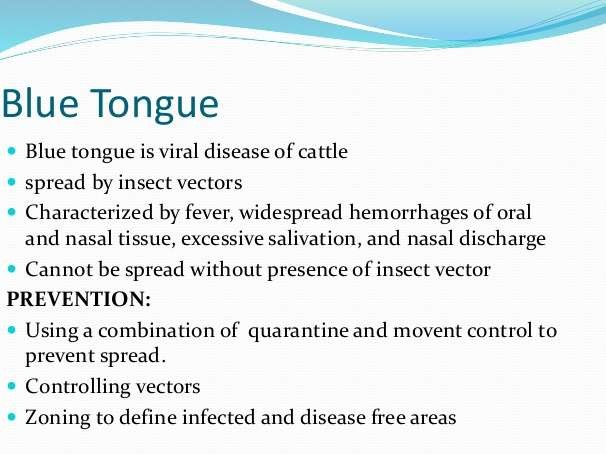 Blue Tongue
• Blue tongue is viral disease of cattle
• spread by insect vectors
• Characterized by fever, widespread hemorrhages of oral
and nasal tissue, excessive salivation, and nasal discharge
• Cannot be spread without presence of insect vector
PREVENTION:
• Using a combination of quarantine and movent control to
prevent spread.
• Controlling vectors
• Zoning to define infected and disease free areas